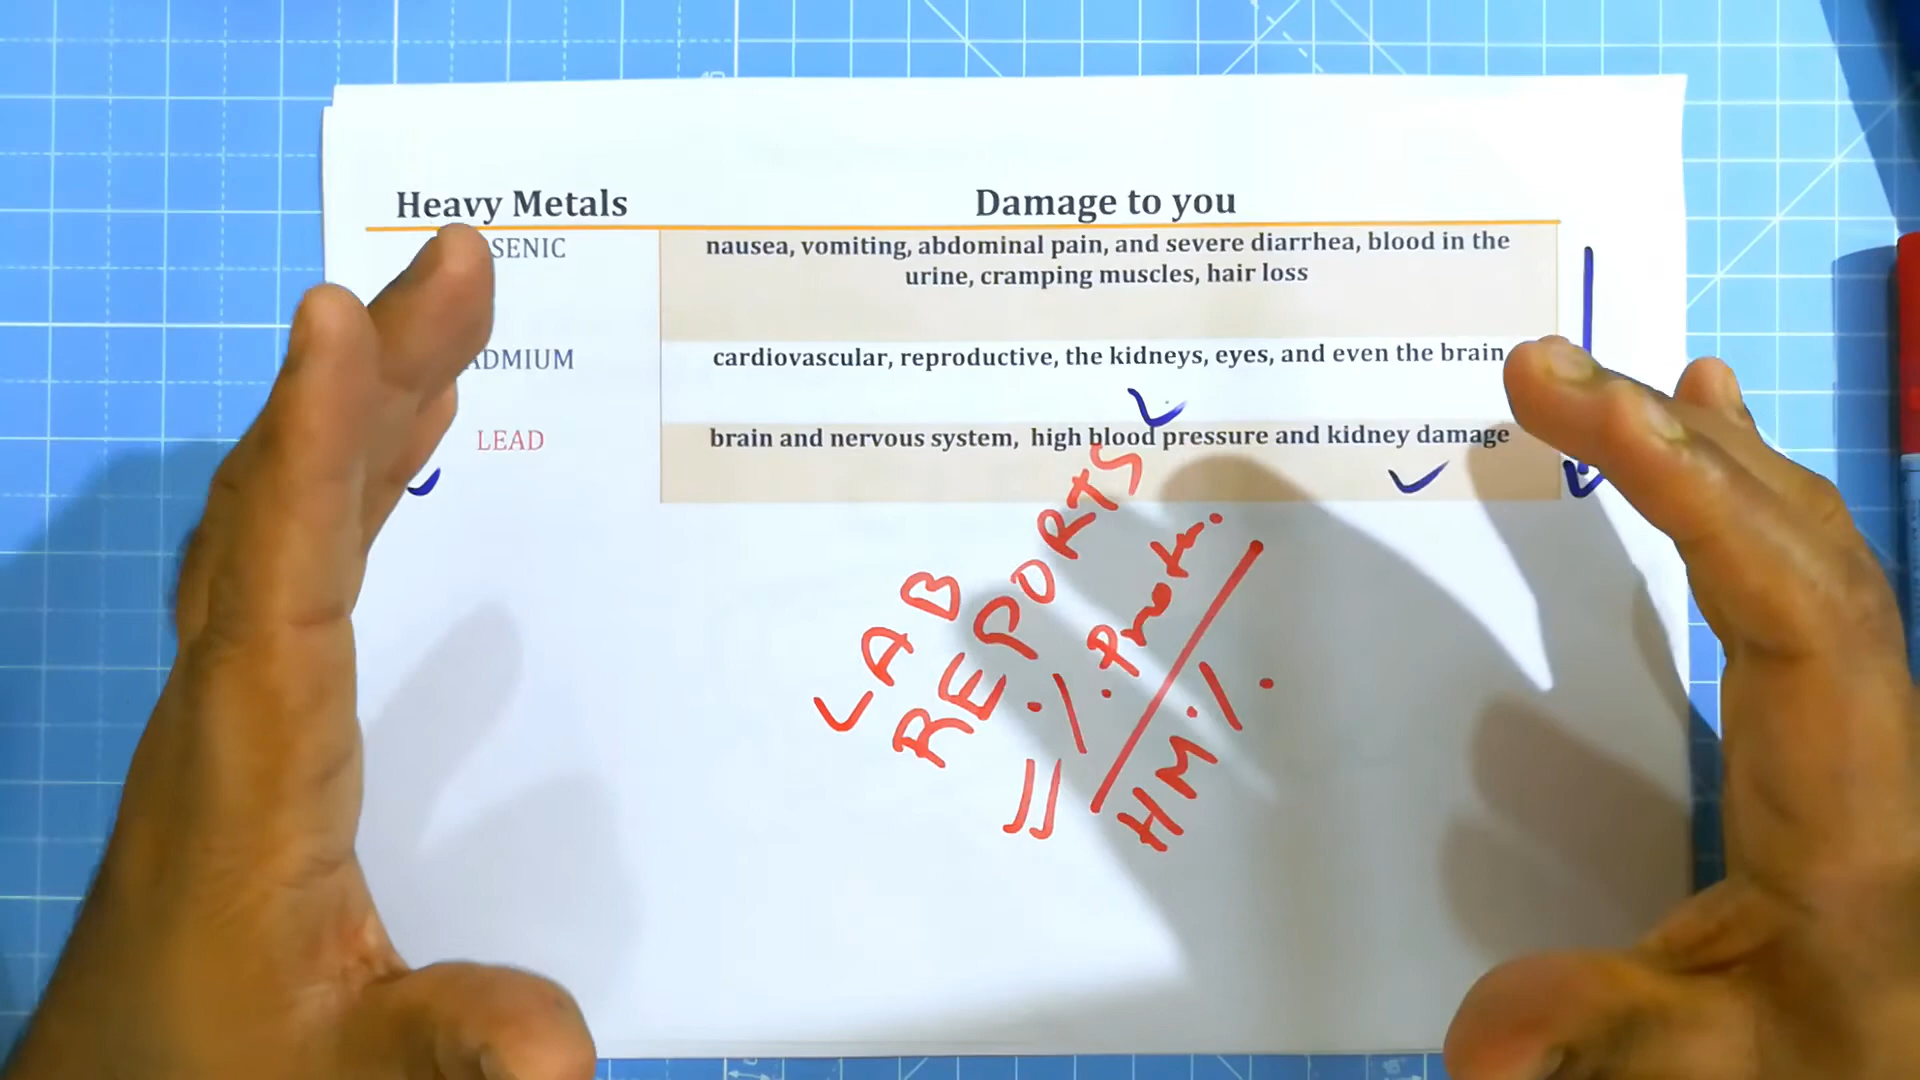 Heavy Metals Damage to you
SENIC nausea, vomiting, abdominal pain, and severe diarrhea, blood in the
urine, cramping muscles, hair loss
ADMIUM cardiovascular, reproductive, the kidneys, eyes, and even the brain
LEAD brain and nervous system, high blood pressure and kidney damage
LAB
REPORTS
% Protn.
HM %.